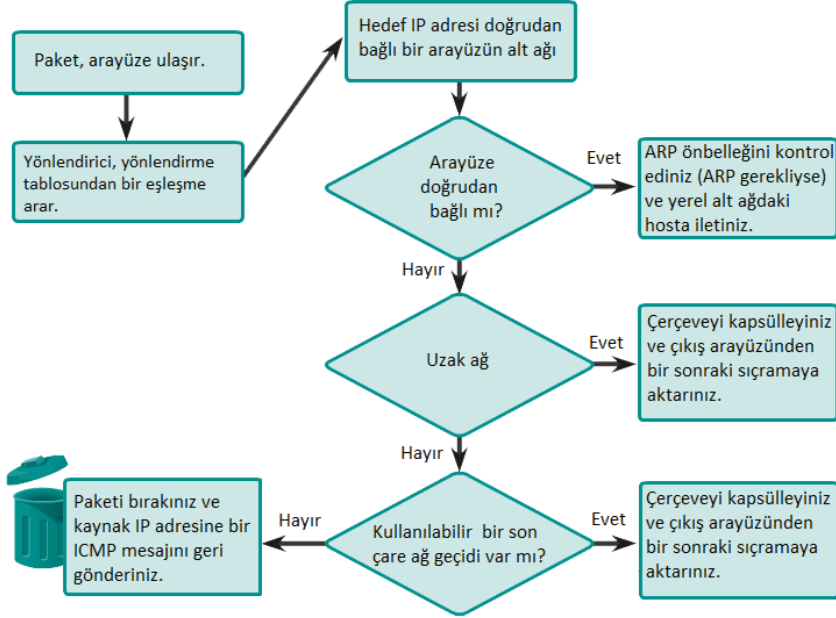 Paket, arayüze ulaşır.
Yönlendirici, yönlendirme
tablosundan bir eşleşme
arar.
Hedef IP adresi doğrudan
bağlı bir arayüzün alt ağı
Arayüze
doğrudan
bağlı mı?
Evet
ARP önbelleğini kontrol
ediniz (ARP gerekliyse)
ve yerel alt ağdaki
hosta iletiniz.
Hayır
Uzak ağ
Evet
Çerçeveyi kapsülleyiniz
ve çıkış arayüzünden
bir sonraki sıçramaya
aktarınız.
Hayır
Kullanılabilir bir son
çare ağ geçidi var mı?
Evet
Çerçeveyi kapsülleyiniz
ve çıkış arayüzünden
bir sonraki sıçramaya
aktarınız.
Hayır
Paketi bırakınız ve
kaynak IP adresine bir
ICMP mesajını geri
gönderiniz.